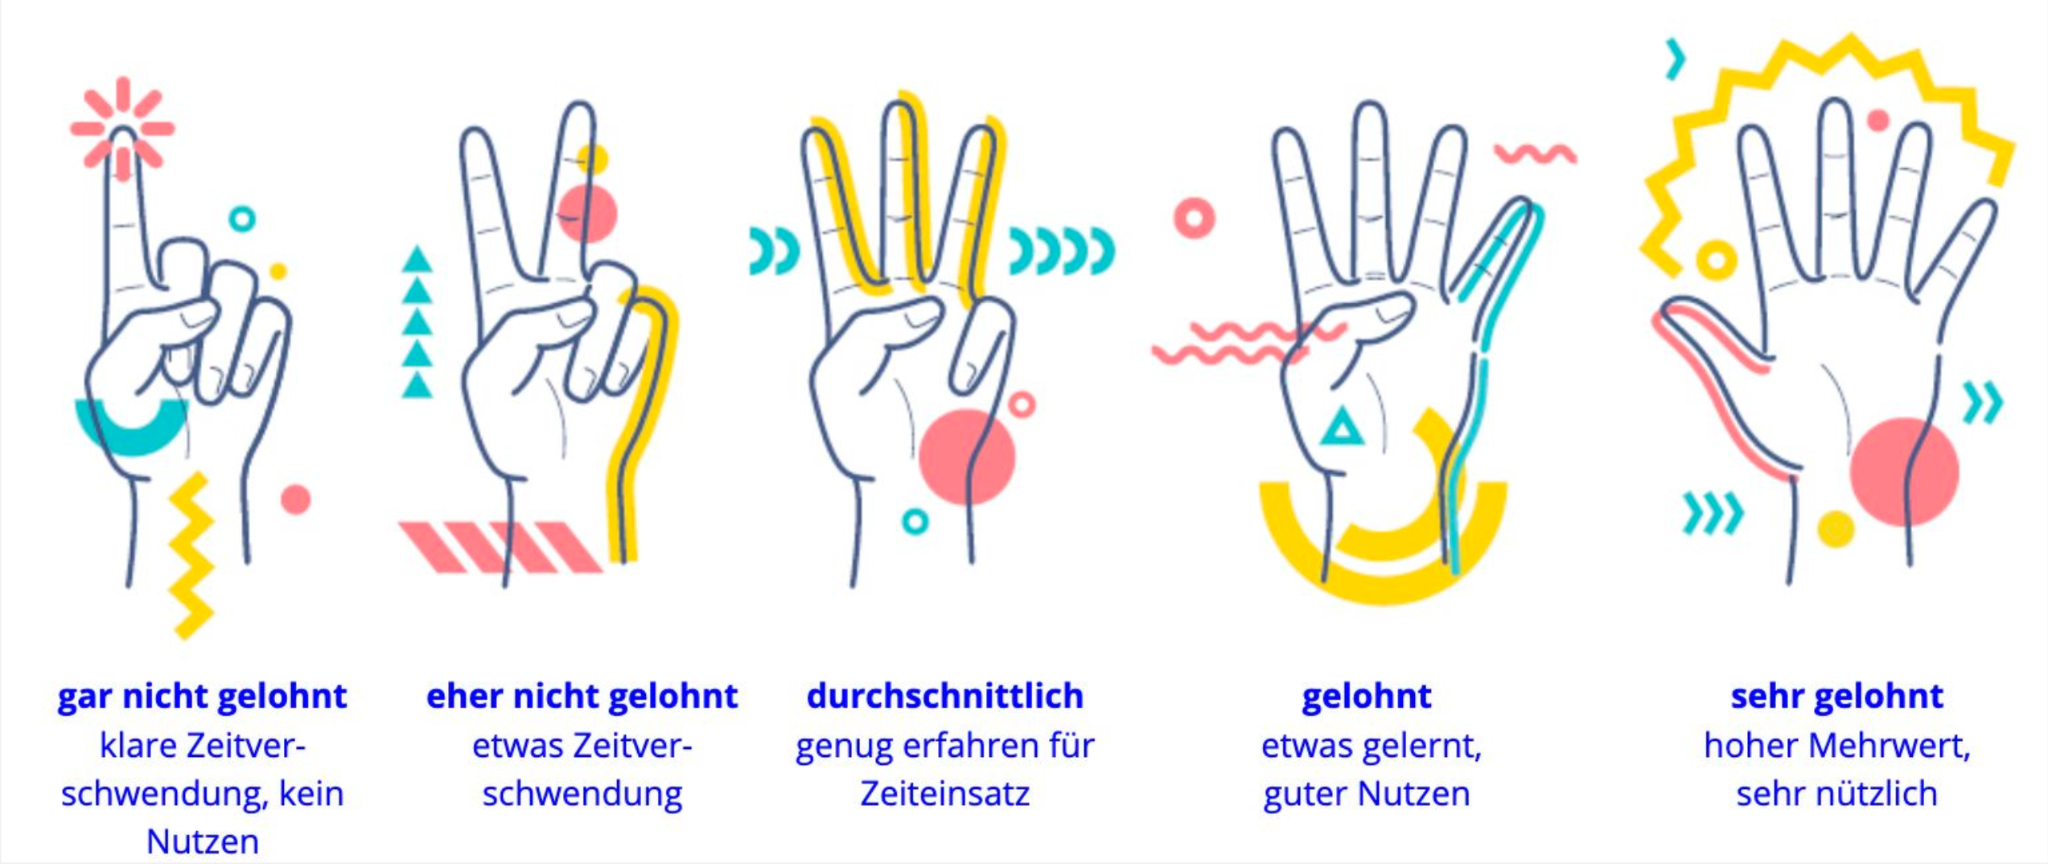 gar nicht gelohnt
klare Zeitver-
schwendung, kein
Nutzen
eher nicht gelohnt
etwas Zeitver-
schwendung
durchschnittlich
genug erfahren für
Zeiteinsatz
gelohnt
etwas gelernt,
guter Nutzen
sehr gelohnt
hoher Mehrwert,
sehr nützlich